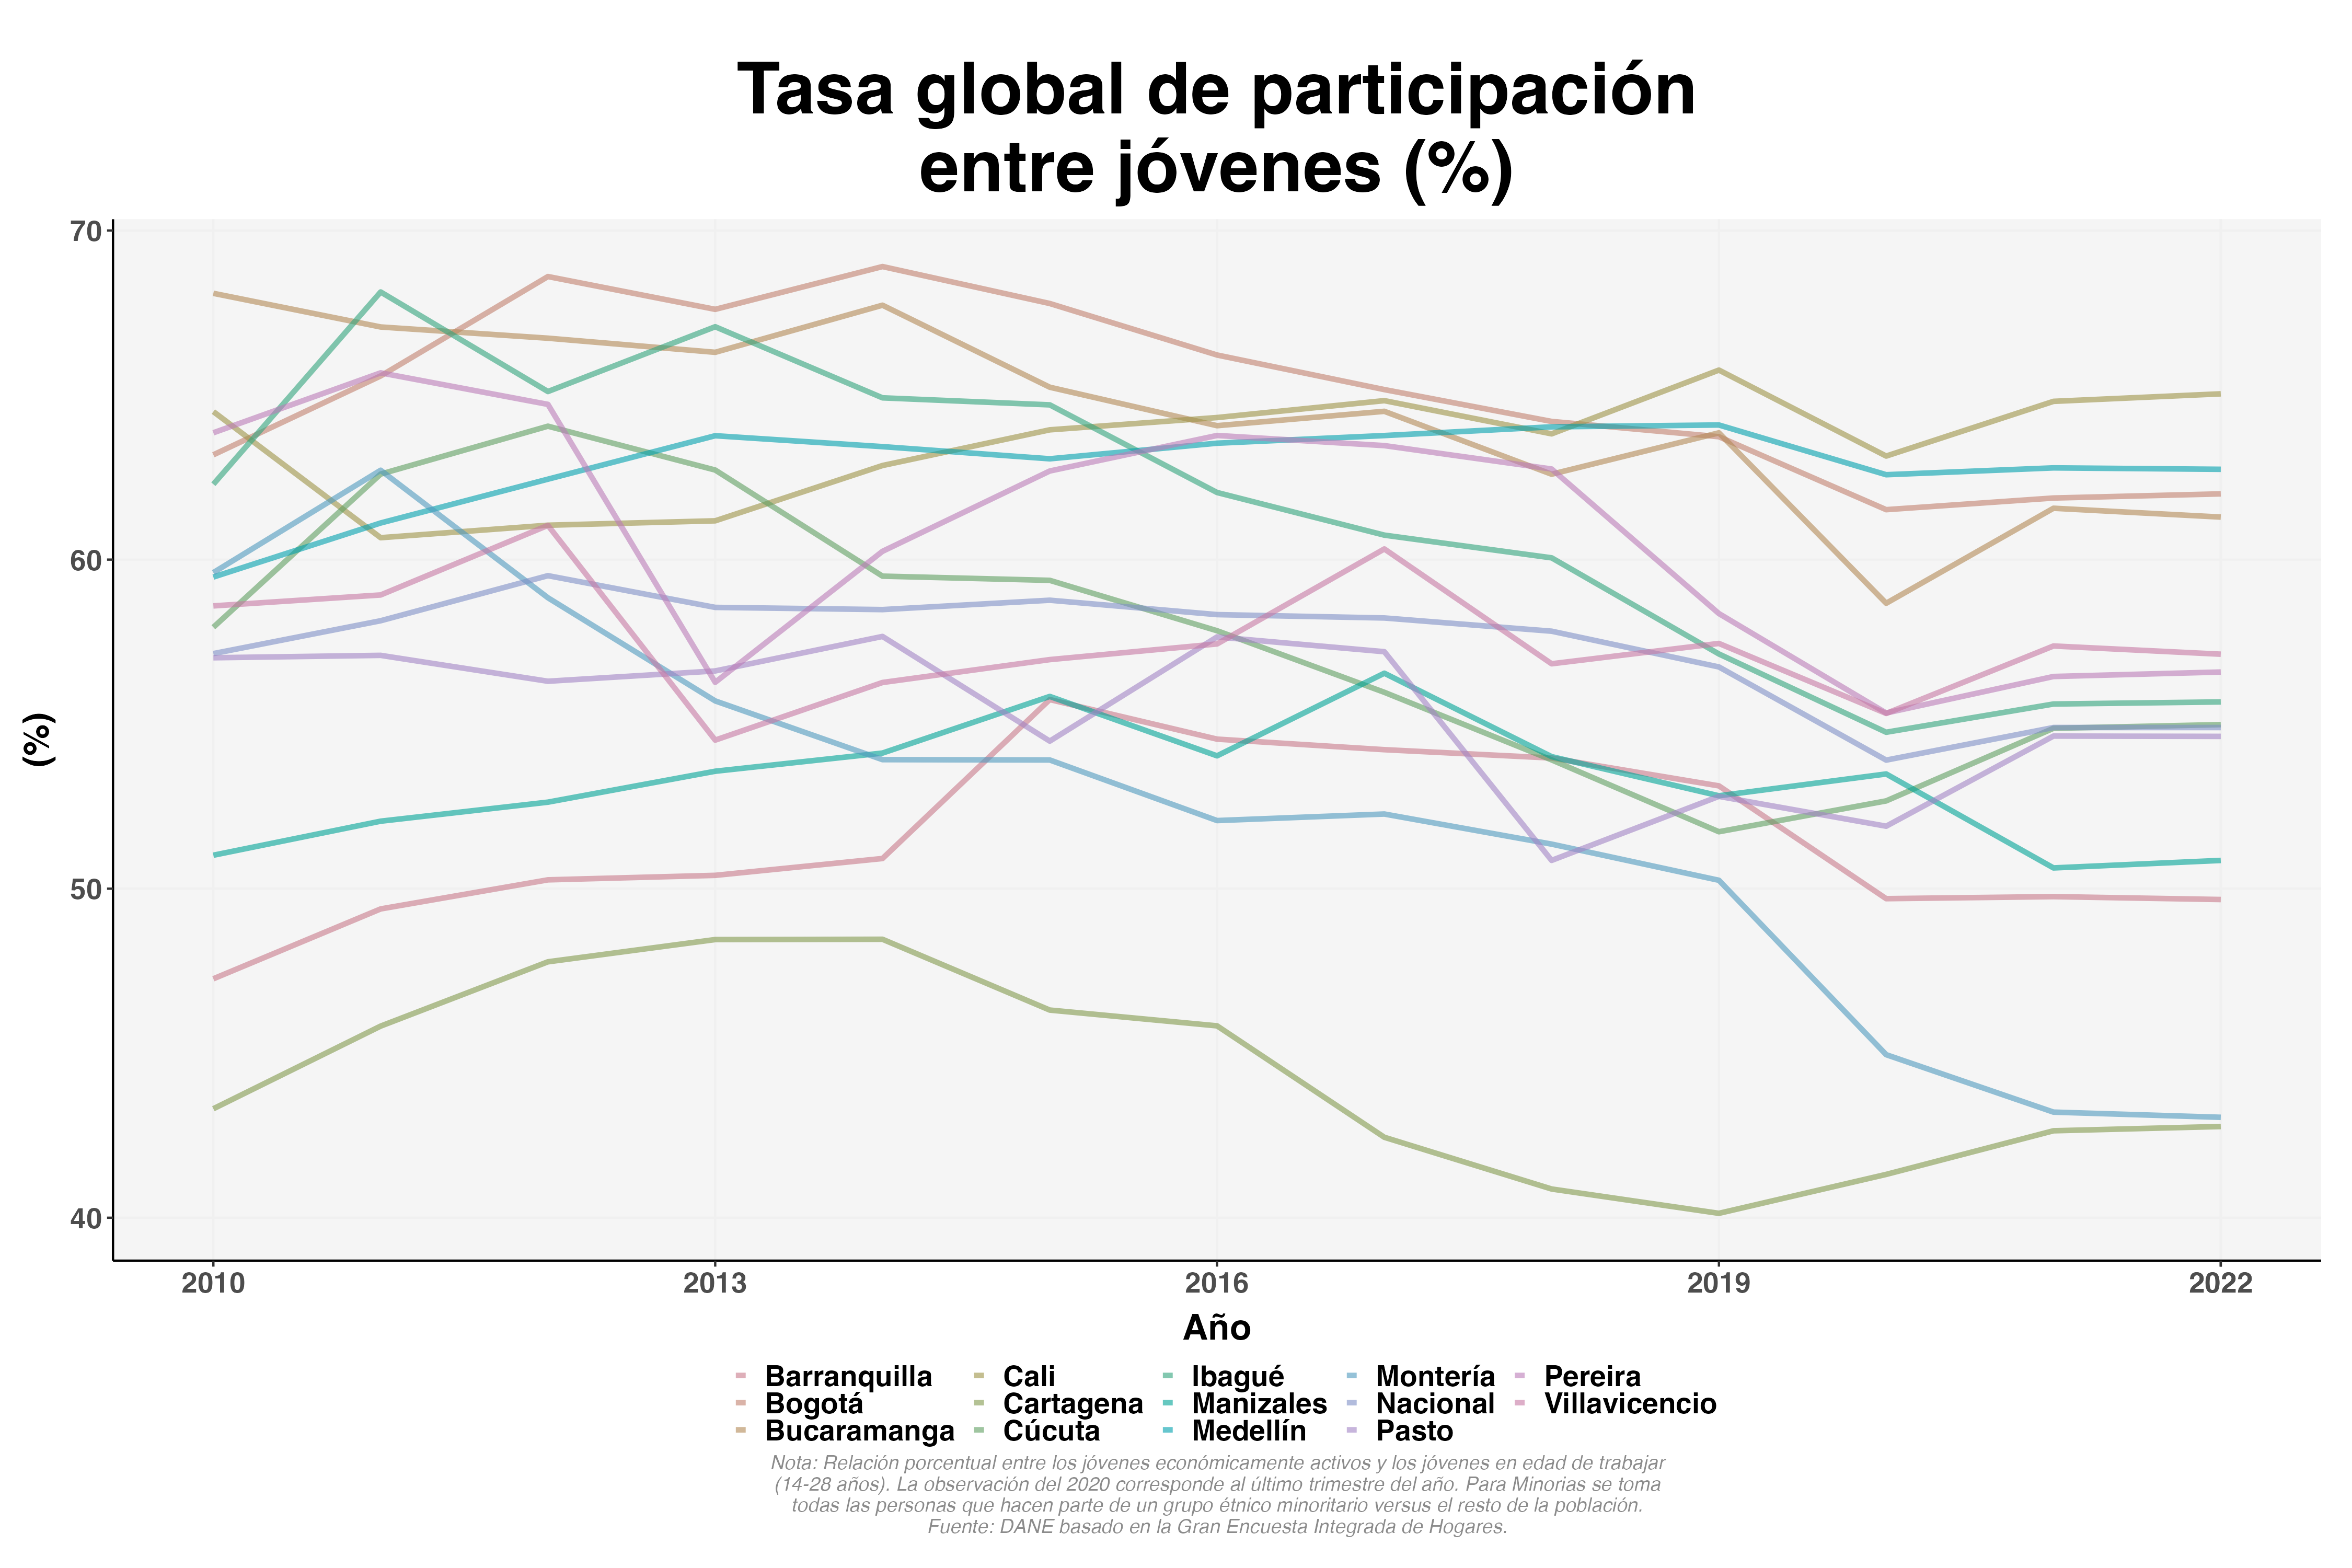 Tasa global de participación
entre jóvenes (%)
70
60
50
40
(%)
2010 2013 2016 2019 2022
Año
Barranquilla Cali Ibagué Montería Pereira
Bogotá Cartagena Manizales Nacional Villavicencio
Bucaramanga Cúcuta Medellín Pasto
Nota: Relación porcentual entre los jóvenes económicamente activos y los jóvenes en edad de trabajar
(14-28 años). La observación del 2020 corresponde al último trimestre del año. Para Minorias se toma
todas las personas que hacen parte de un grupo étnico minoritario versus el resto de la población.
Fuente: DANE basado en la Gran Encuesta Integrada de Hogares.